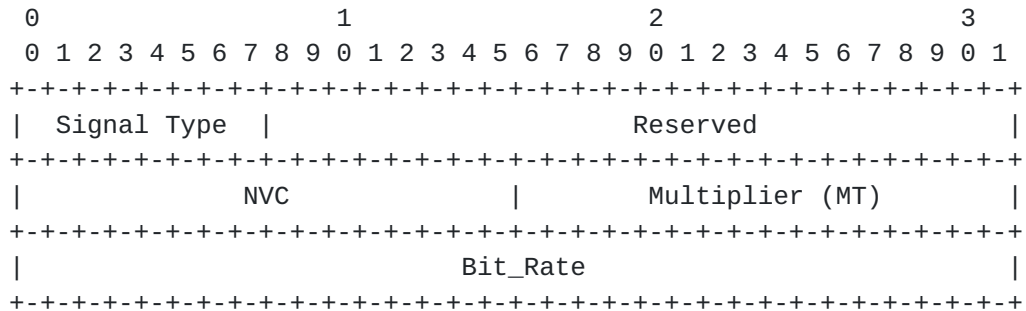 0                   1                   2                   3
 0 1 2 3 4 5 6 7 8 9 0 1 2 3 4 5 6 7 8 9 0 1 2 3 4 5 6 7 8 9 0 1
+-+-+-+-+-+-+-+-+-+-+-+-+-+-+-+-+-+-+-+-+-+-+-+-+-+-+-+-+-+-+-+-+
|  Signal Type  |                       Reserved                |
+-+-+-+-+-+-+-+-+-+-+-+-+-+-+-+-+-+-+-+-+-+-+-+-+-+-+-+-+-+-+-+-+
|              NVC              |        Multiplier (MT)        |
+-+-+-+-+-+-+-+-+-+-+-+-+-+-+-+-+-+-+-+-+-+-+-+-+-+-+-+-+-+-+-+-+
|                            Bit_Rate                           |
+-+-+-+-+-+-+-+-+-+-+-+-+-+-+-+-+-+-+-+-+-+-+-+-+-+-+-+-+-+-+-+-+